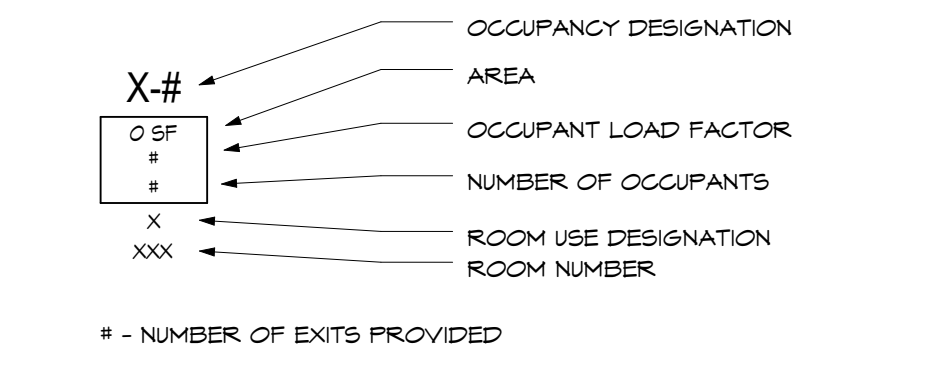 OCCUPANCY DESIGNATION
X-#
AREA
0 SF
OCCUPANT LOAD FACTOR
#
NUMBER OF OCCUPANTS
#
X
ROOM USE DESIGNATION
XXX
ROOM NUMBER
# - NUMBER OF EXITS PROVIDED